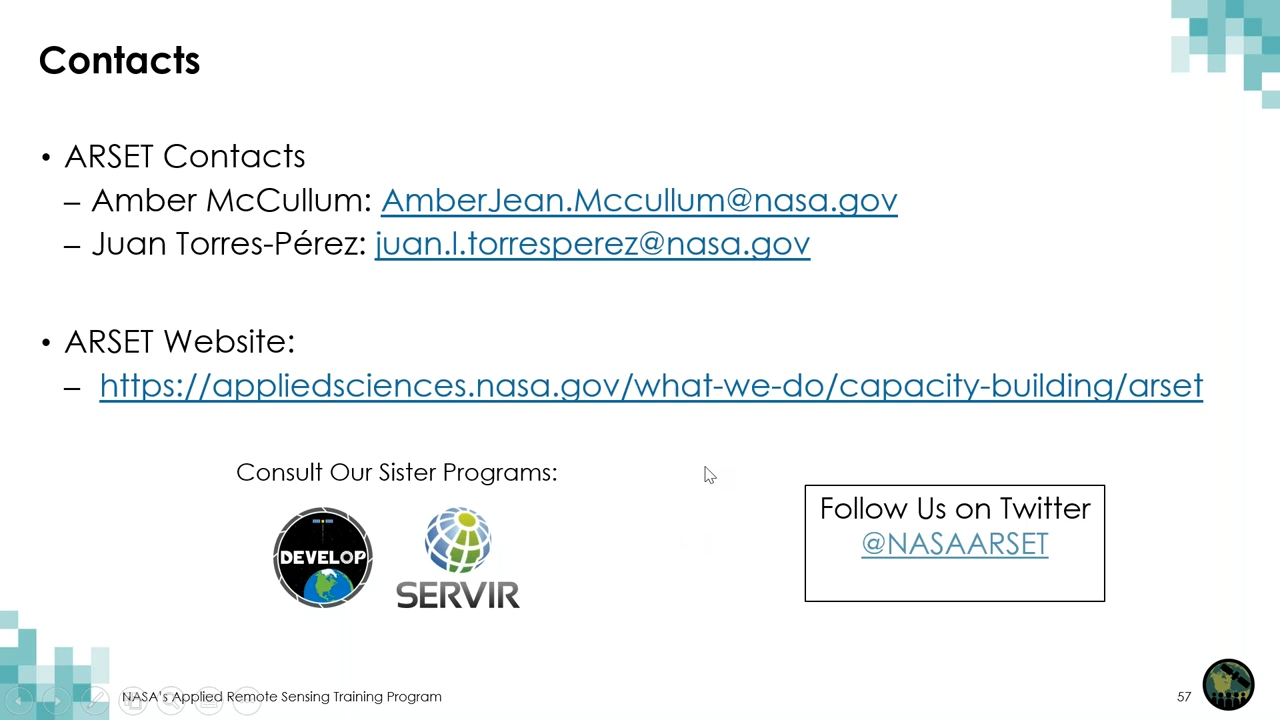 Contacts
• ARSET Contacts
– Amber McCullum: AmberJean.Mccullum@nasa.gov
– Juan Torres-Pérez: juan.l.torresperez@nasa.gov
• ARSET Website:
– https://appliedsciences.nasa.gov/what-we-do/capacity-building/arset
Consult Our Sister Programs:
DEVELOP
SERVIR
Follow Us on Twitter
@NASAARSET
NASA's Applied Remote Sensing Training Program
57